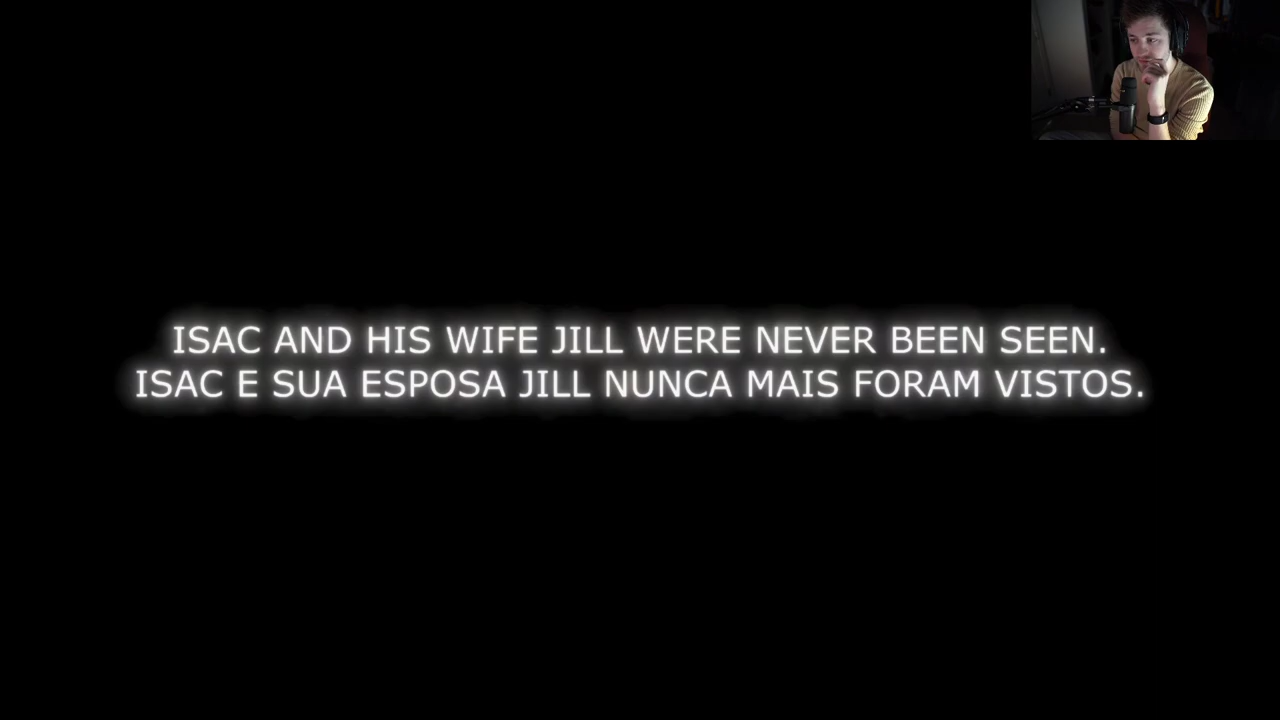 ISAC AND HIS WIFE JILL WERE NEVER BEEN SEEN.
ISAC E SUA ESPOSA JILL NUNCA MAIS FORAM VISTOS.